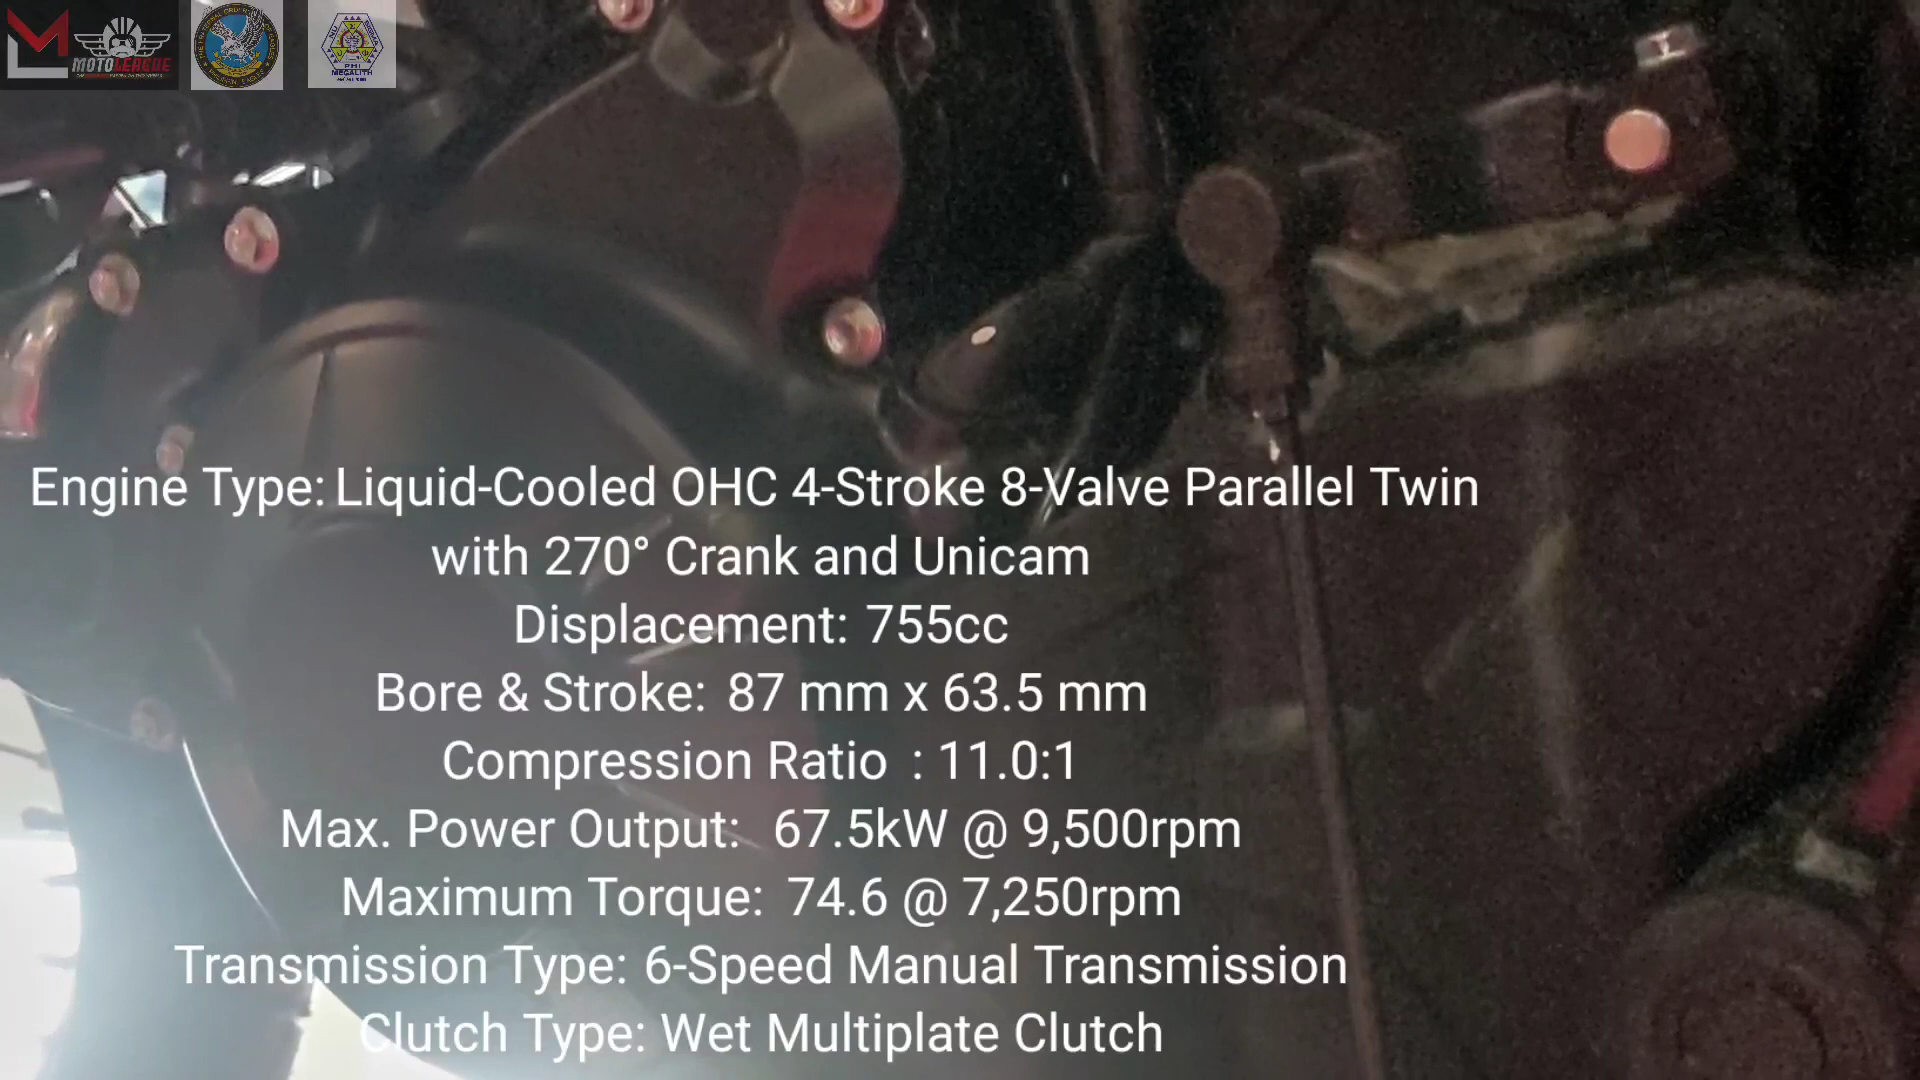 MOTOLEAGUE
PHI
MEGALITH
Engine Type: Liquid-Cooled OHC 4-Stroke 8-Valve Parallel Twin
with 270° Crank and Unicam
Displacement: 755cc
Bore & Stroke: 87 mm x 63.5 mm
Compression Ratio : 11.0:1
Max. Power Output: 67.5kW @ 9,500rpm
Maximum Torque: 74.6 @ 7,250rpm
Transmission Type: 6-Speed Manual Transmission
Clutch Type: Wet Multiplate Clutch